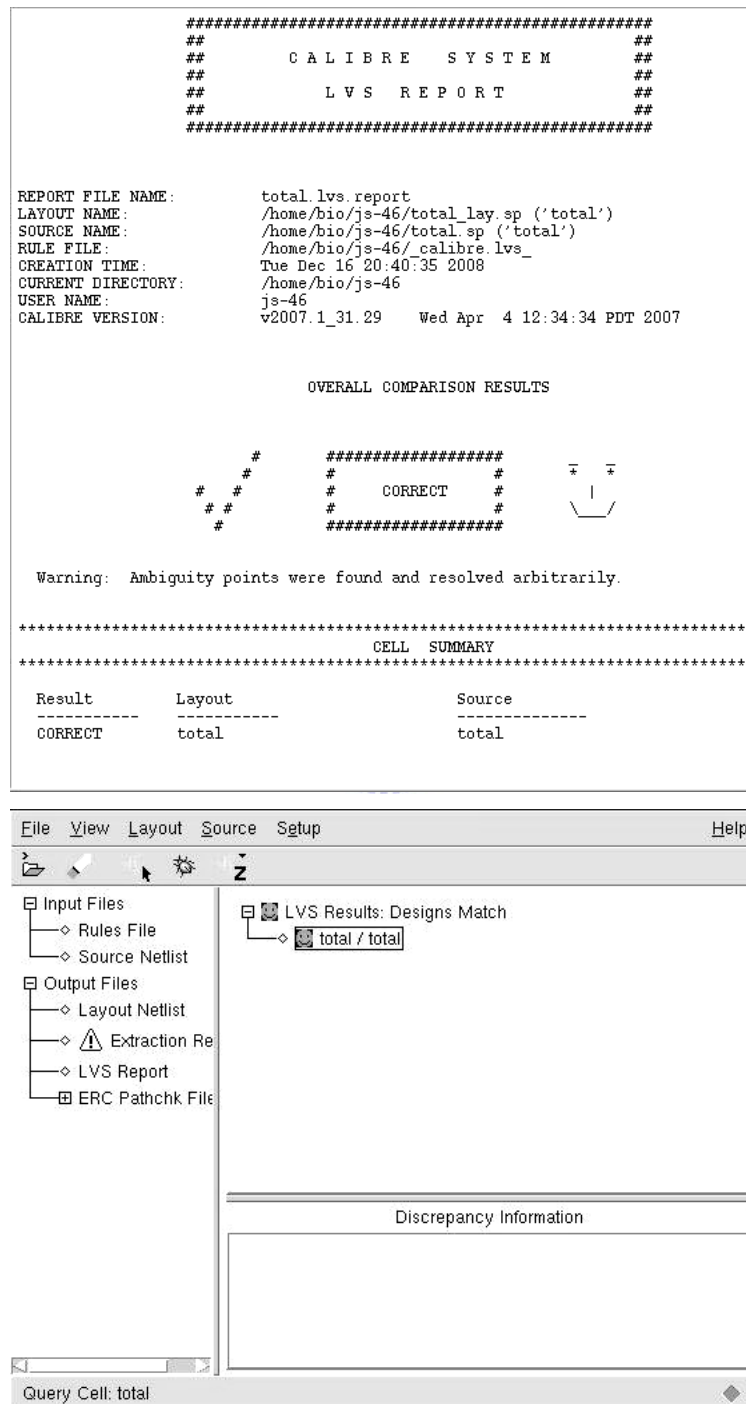 ##################################################
## ##
## C A L I B R E S Y S T E M ##
## ##
## L V S R E P O R T ##
## ##
##################################################
REPORT FILE NAME: total.lvs.report
LAYOUT NAME: /home/bio/js-46/total_lay.sp ('total')
SOURCE NAME: /home/bio/js-46/total.sp ('total')
RULE FILE: /home/bio/js-46/_calibre.lvs_
CREATION TIME: Tue Dec 16 20:40:35 2008
CURRENT DIRECTORY: /home/bio/js-46
USER NAME: js-46
CALIBRE VERSION: v2007.1_31.29 Wed Apr 4 12:34:34 PDT 2007
OVERALL COMPARISON RESULTS
# ################### _ _
# # # * *
# # # CORRECT # |
# # # # \___/
# ###################
Warning: Ambiguity points were found and resolved arbitrarily.
******************************************************************************
CELL SUMMARY
******************************************************************************
Result Layout Source
----------- ----------- --------------
CORRECT total total
File View Layout Source Setup Help
z
Input Files
Rules File
Source Netlist
Output Files
Layout Netlist
Extraction Re
LVS Report
ERC Pathchk File
LVS Results: Designs Match
total / total
Discrepancy Information
Query Cell: total